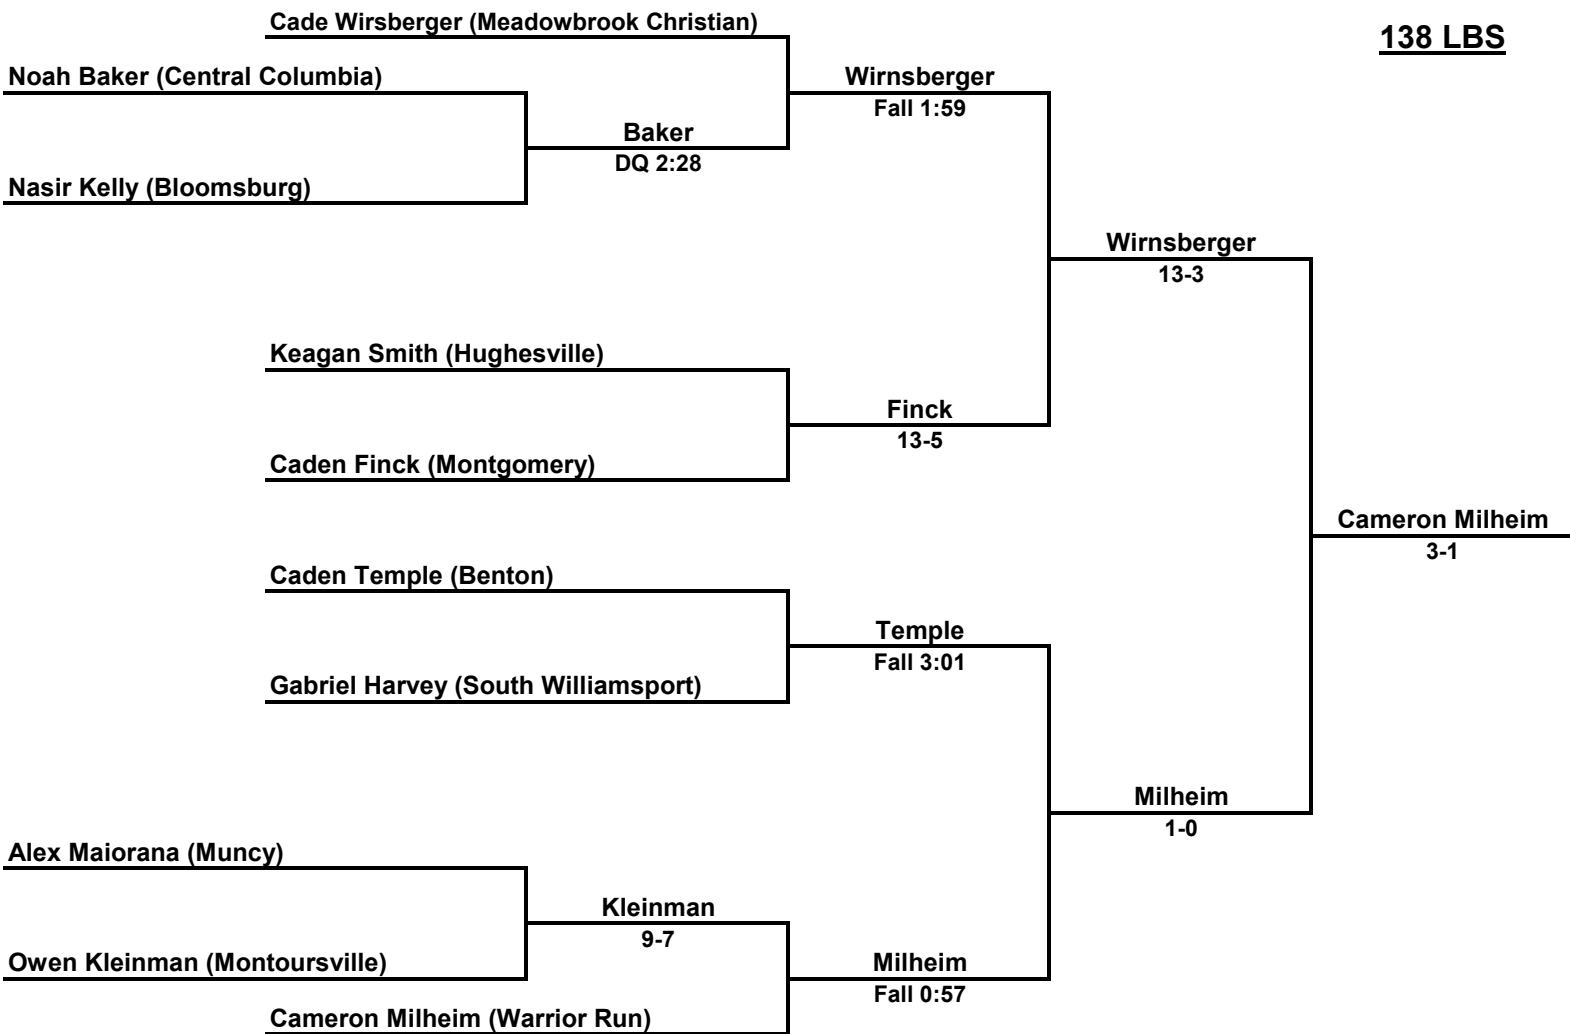 Cade Wirsberger (Meadowbrook Christian)
138 LBS
Noah Baker (Central Columbia)
Wirnsberger
Fall 1:59
Baker
DQ 2:28
Nasir Kelly (Bloomsburg)
Wirnsberger
13-3
Keagan Smith (Hughesville)
Finck
13-5
Caden Finck (Montgomery)
Cameron Milheim
3-1
Caden Temple (Benton)
Temple
Fall 3:01
Gabriel Harvey (South Williamsport)
Milheim
1-0
Alex Maiorana (Muncy)
Kleinman
9-7
Owen Kleinman (Montoursville)
Milheim
Fall 0:57
Cameron Milheim (Warrior Run)